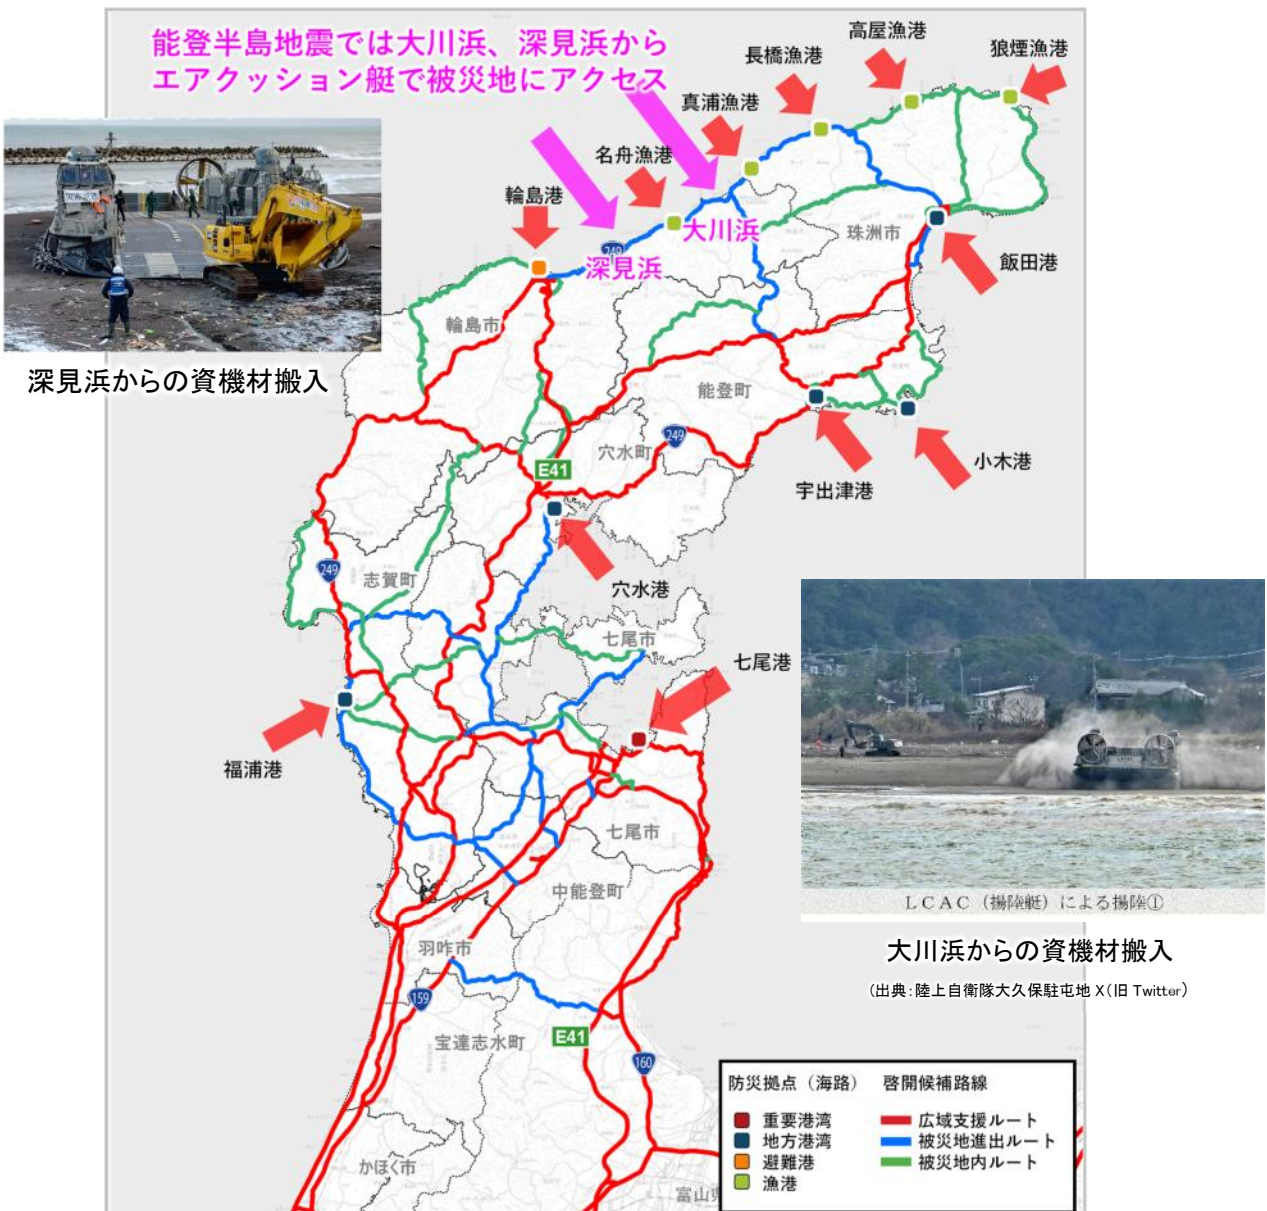 能登半島地震では大川浜、深見浜から
エアクッション艇で被災地にアクセス
高屋漁港
狼煙漁港
長橋漁港
真浦漁港
名舟漁港
輪島港
大川浜
249
深見浜
珠洲市
飯田港
輪島市
深見浜からの資機材搬入
能登町
249
穴水町
E41
小木港
宇出津港
249
志賀町
穴水港
七尾市
七尾港
福浦港
七尾市
中能登町
LCAC(揚陸艇)による揚陸①
羽咋市
大川浜からの資機材搬入
(出典:陸上自衛隊大久保駐屯地 X(旧 Twitter)
159
宝達志水町
E41
160
防災拠点(海路) 啓開候補路線
重要港湾 広域支援ルート
地方港湾 被災地進出ルート
避難港 被災地内ルート
漁港
かほく市
富山県